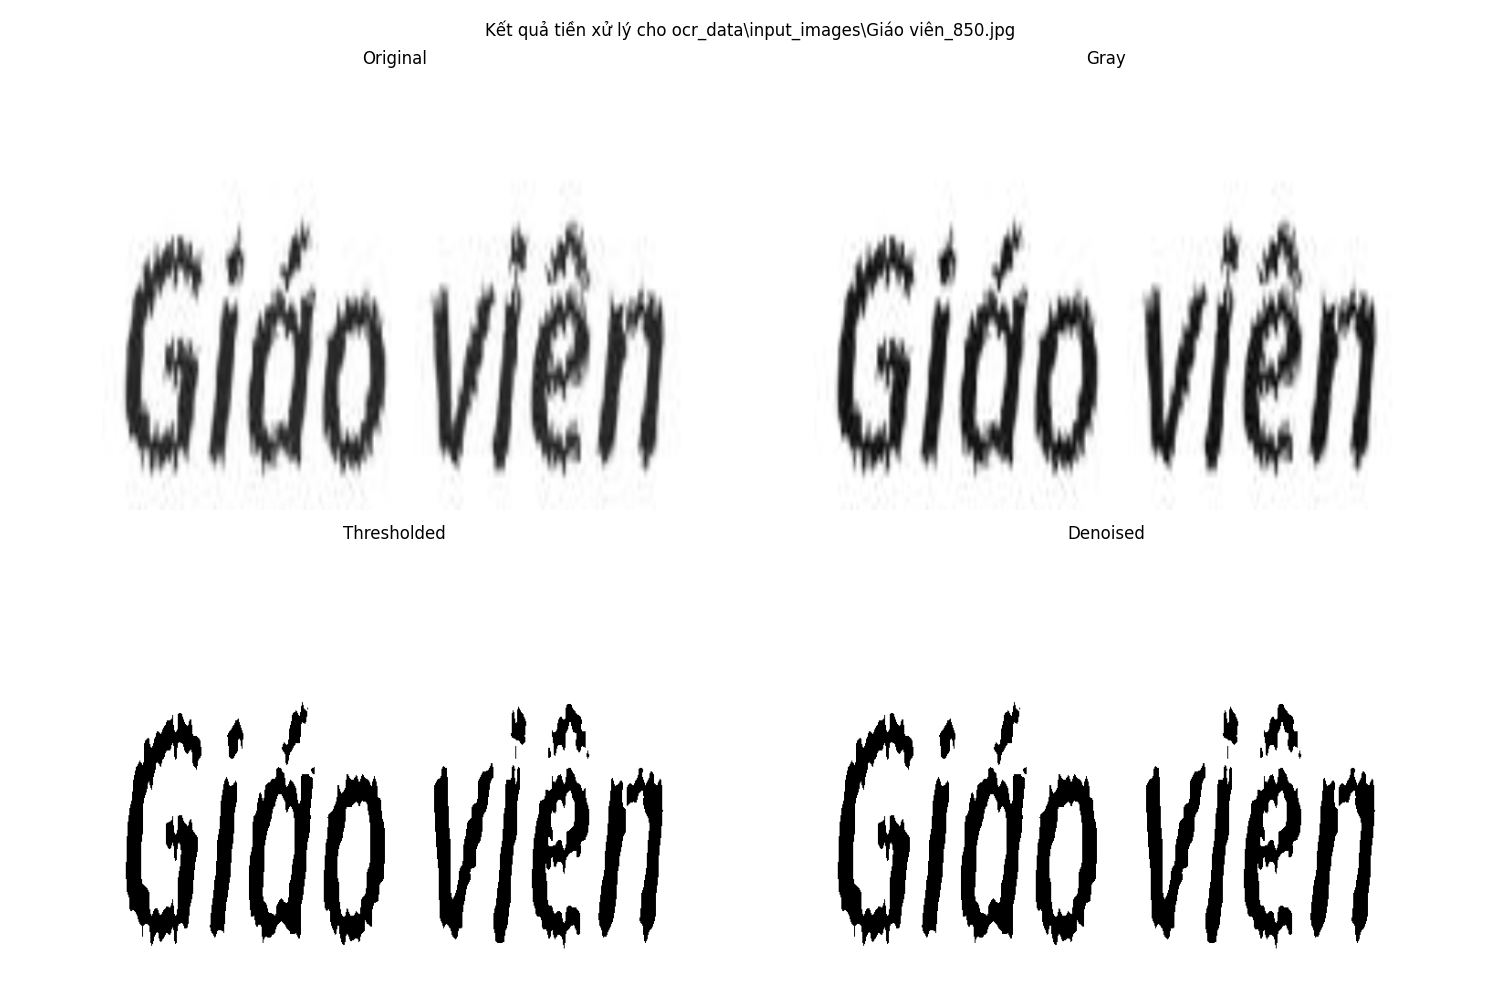 Kết quả tiền xử lý cho ocr_data\input_images\Giáo viên_850.jpg
Original
Gray
Giáo viên
Giáo viên
Thresholded
Denoised
Giáo viên
Giáo viên